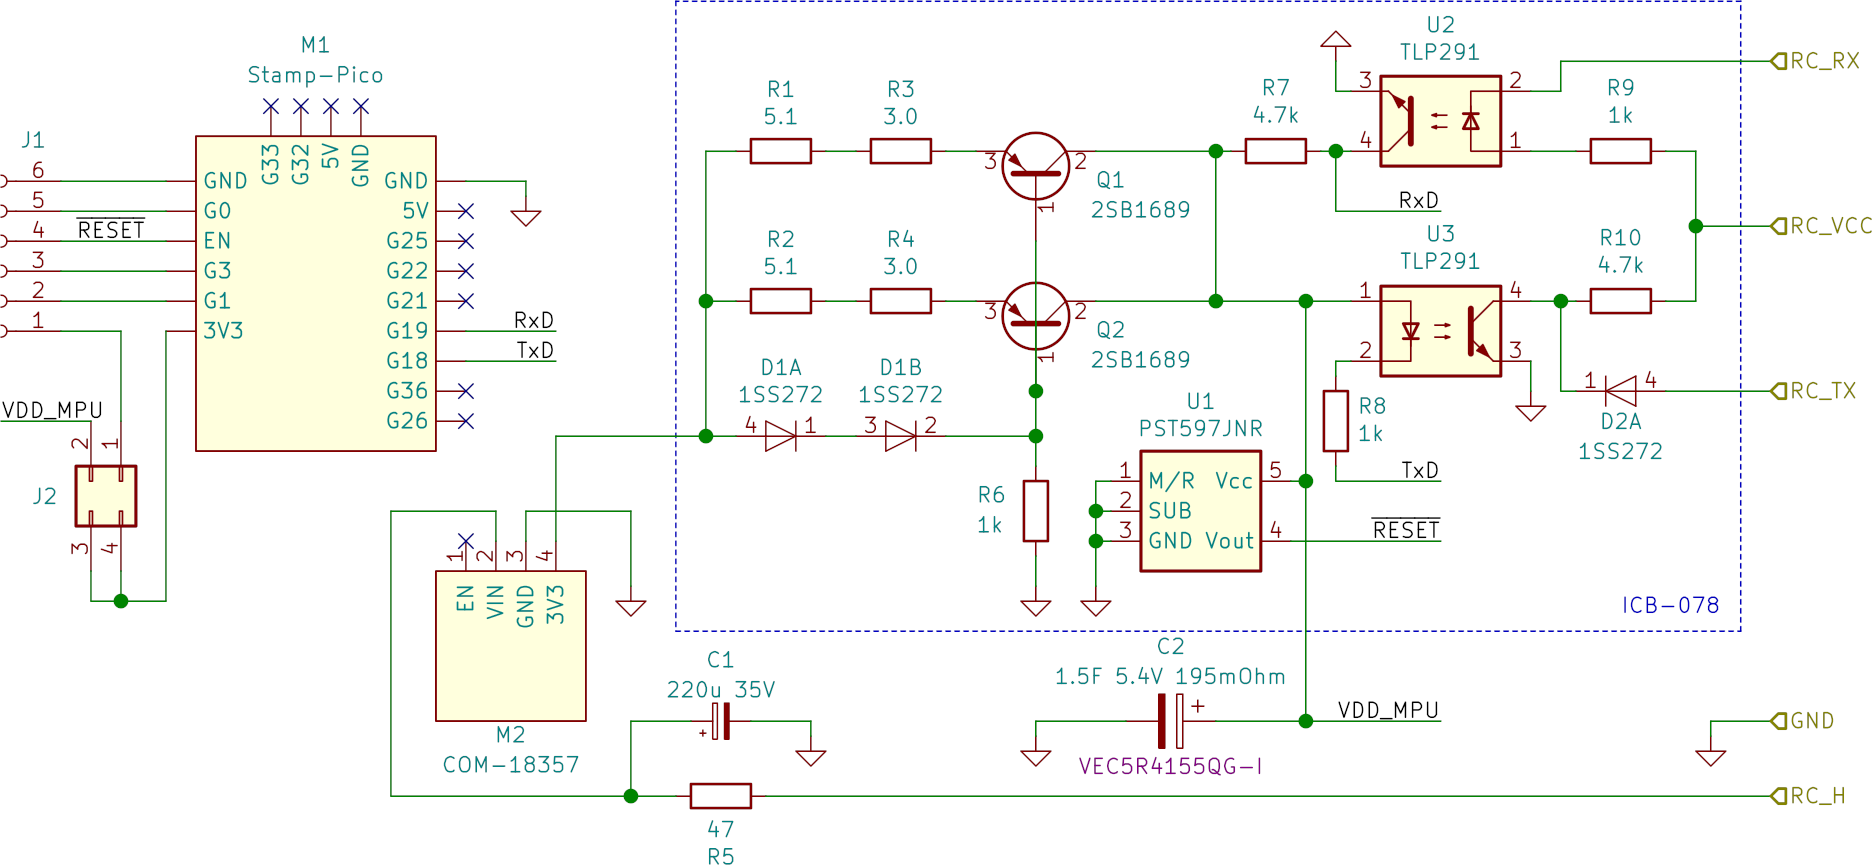 M1
Stamp-Pico
G33
G32
5V
GND
J1
6
5
4
3
2
1
RESET
GND
G0
EN
G3
G1
3V3
GND
5V
G25
G22
G21
G19
G18
G36
G26
RxD
TxD
VDD_MPU
2
1
J2
3
4
1
2
3
4
EN
VIN
GND
3V3
M2
COM-18357
R1
5.1
R3
3.0
3
2
1
Q1
2SB1689
R2
5.1
R4
3.0
3
2
1
Q2
2SB1689
D1A
1SS272
4
1
D1B
1SS272
3
2
R6
1k
R7
4.7k
U2
TLP291
3
4
2
1
R9
1k
RxD
U3
TLP291
1
2
4
3
R10
4.7k
R8
1k
1
4
D2A
1SS272
TxD
U1
PST597JNR
1
2
3
M/R
SUB
GND
Vcc
Vout
5
4
RESET
ICB-078
C1
220u 35V
+
47
R5
C2
1.5F 5.4V 195mOhm
+
VEC5R4155QG-I
VDD_MPU
RC_RX
RC_VCC
RC_TX
GND
RC_H